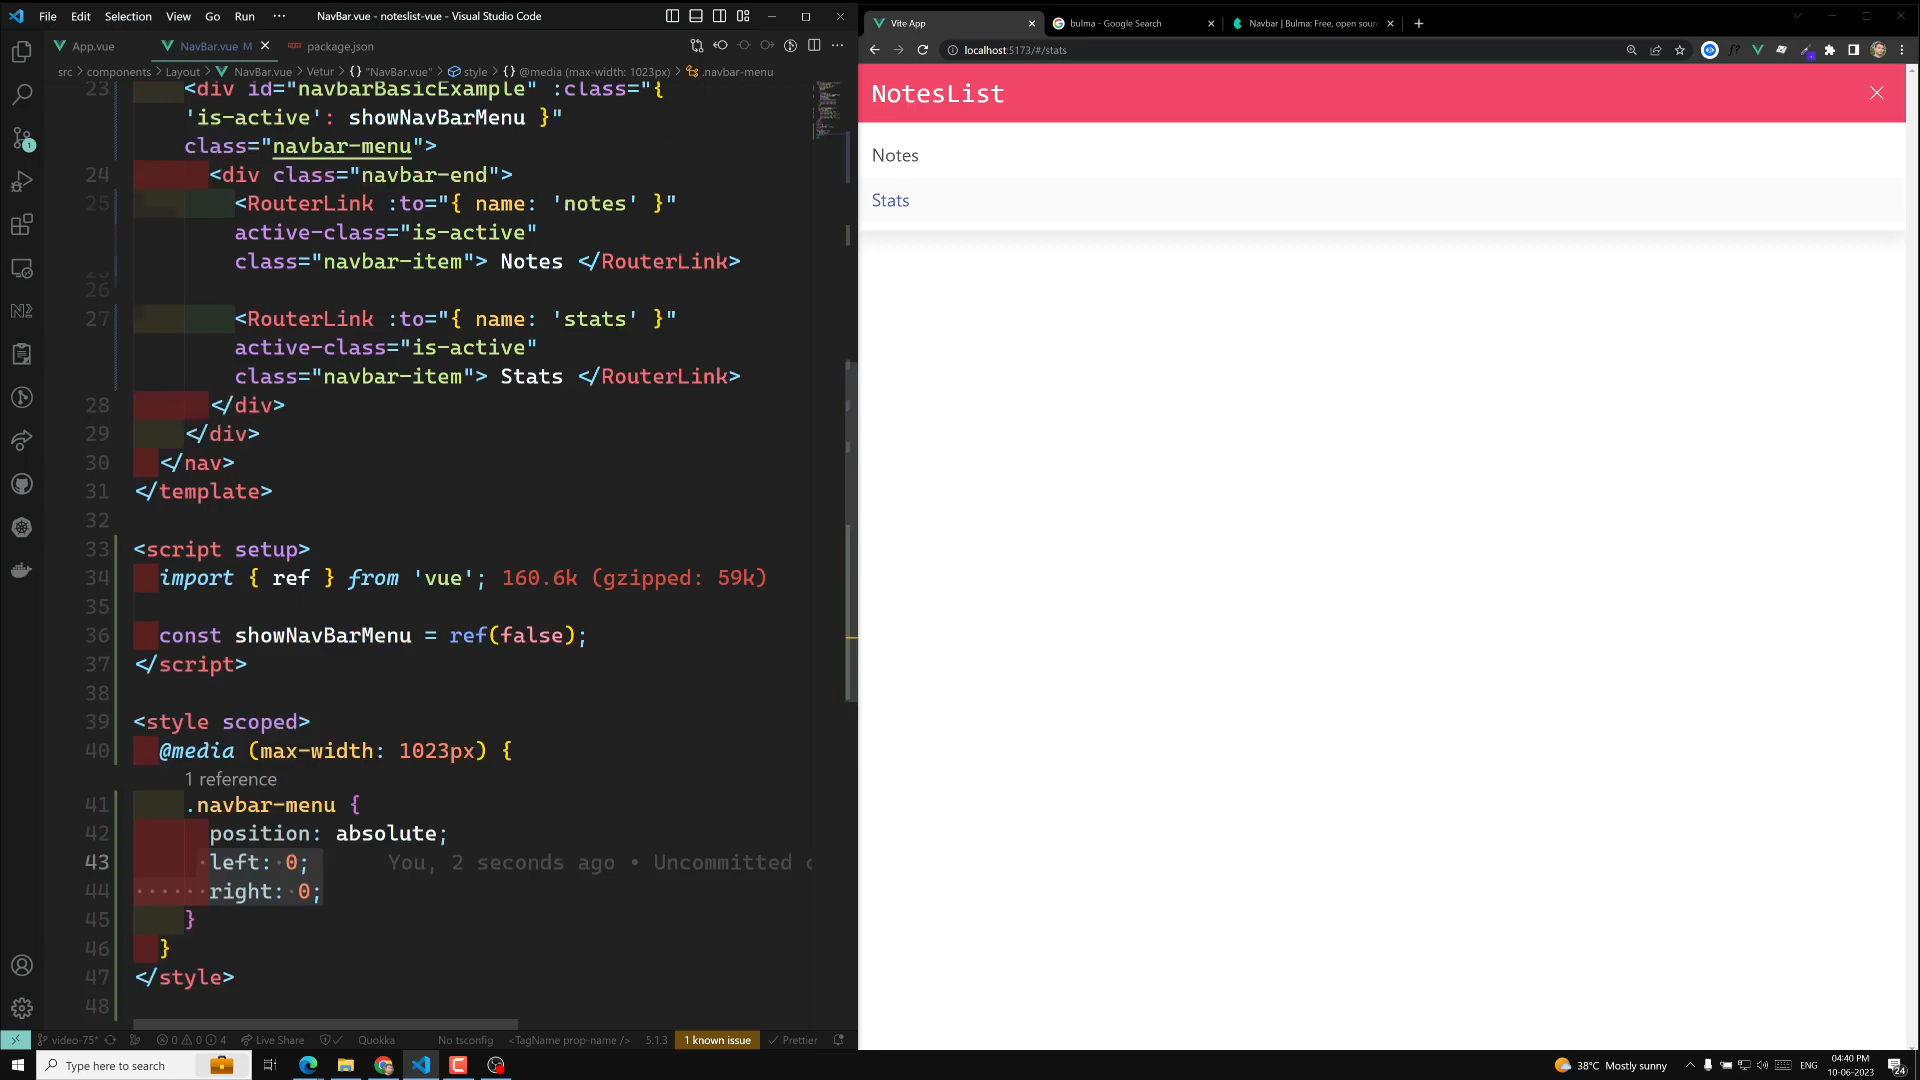 File Edit Selection View Go Run ··· NavBar.vue - noteslist-vue - Visual Studio Code
App.vue NavBar.vue M package.json
src > components > Layout > NavBar.vue > Vetur > {} "NavBar.vue" > style > {} @media (max-width: 1023px) > .navbar-menu
23 <div id="navbarBasicExample" :class="{
'is-active': showNavBarMenu }"
class="navbar-menu">
24 <div class="navbar-end">
25 <RouterLink :to="{ name: 'notes' }"
active-class="is-active"
class="navbar-item"> Notes </RouterLink>
26
27 <RouterLink :to="{ name: 'stats' }"
active-class="is-active"
class="navbar-item"> Stats </RouterLink>
28 </div>
29 </div>
30 </nav>
31 </template>
32
33 <script setup>
34 import { ref } from 'vue'; 160.6k (gzipped: 59k)
35
36 const showNavBarMenu = ref(false);
37 </script>
38
39 <style scoped>
40 @media (max-width: 1023px) {
1 reference
41 .navbar-menu {
42 position: absolute;
43 left: 0; You, 2 seconds ago • Uncommitted c
44 right: 0;
45 }
46 }
47 </style>
48
video-75* 0 0 4 Live Share Quokka No tsconfig <TagName prop-name /> 5.1.3 1 known issue Prettier
Vite App
bulma - Google Search
Navbar | Bulma: Free, open sour
localhost:5173/#/stats
NotesList
Notes
Stats
Type here to search
38°C Mostly sunny
ENG
04:40 PM
10-06-2023
24